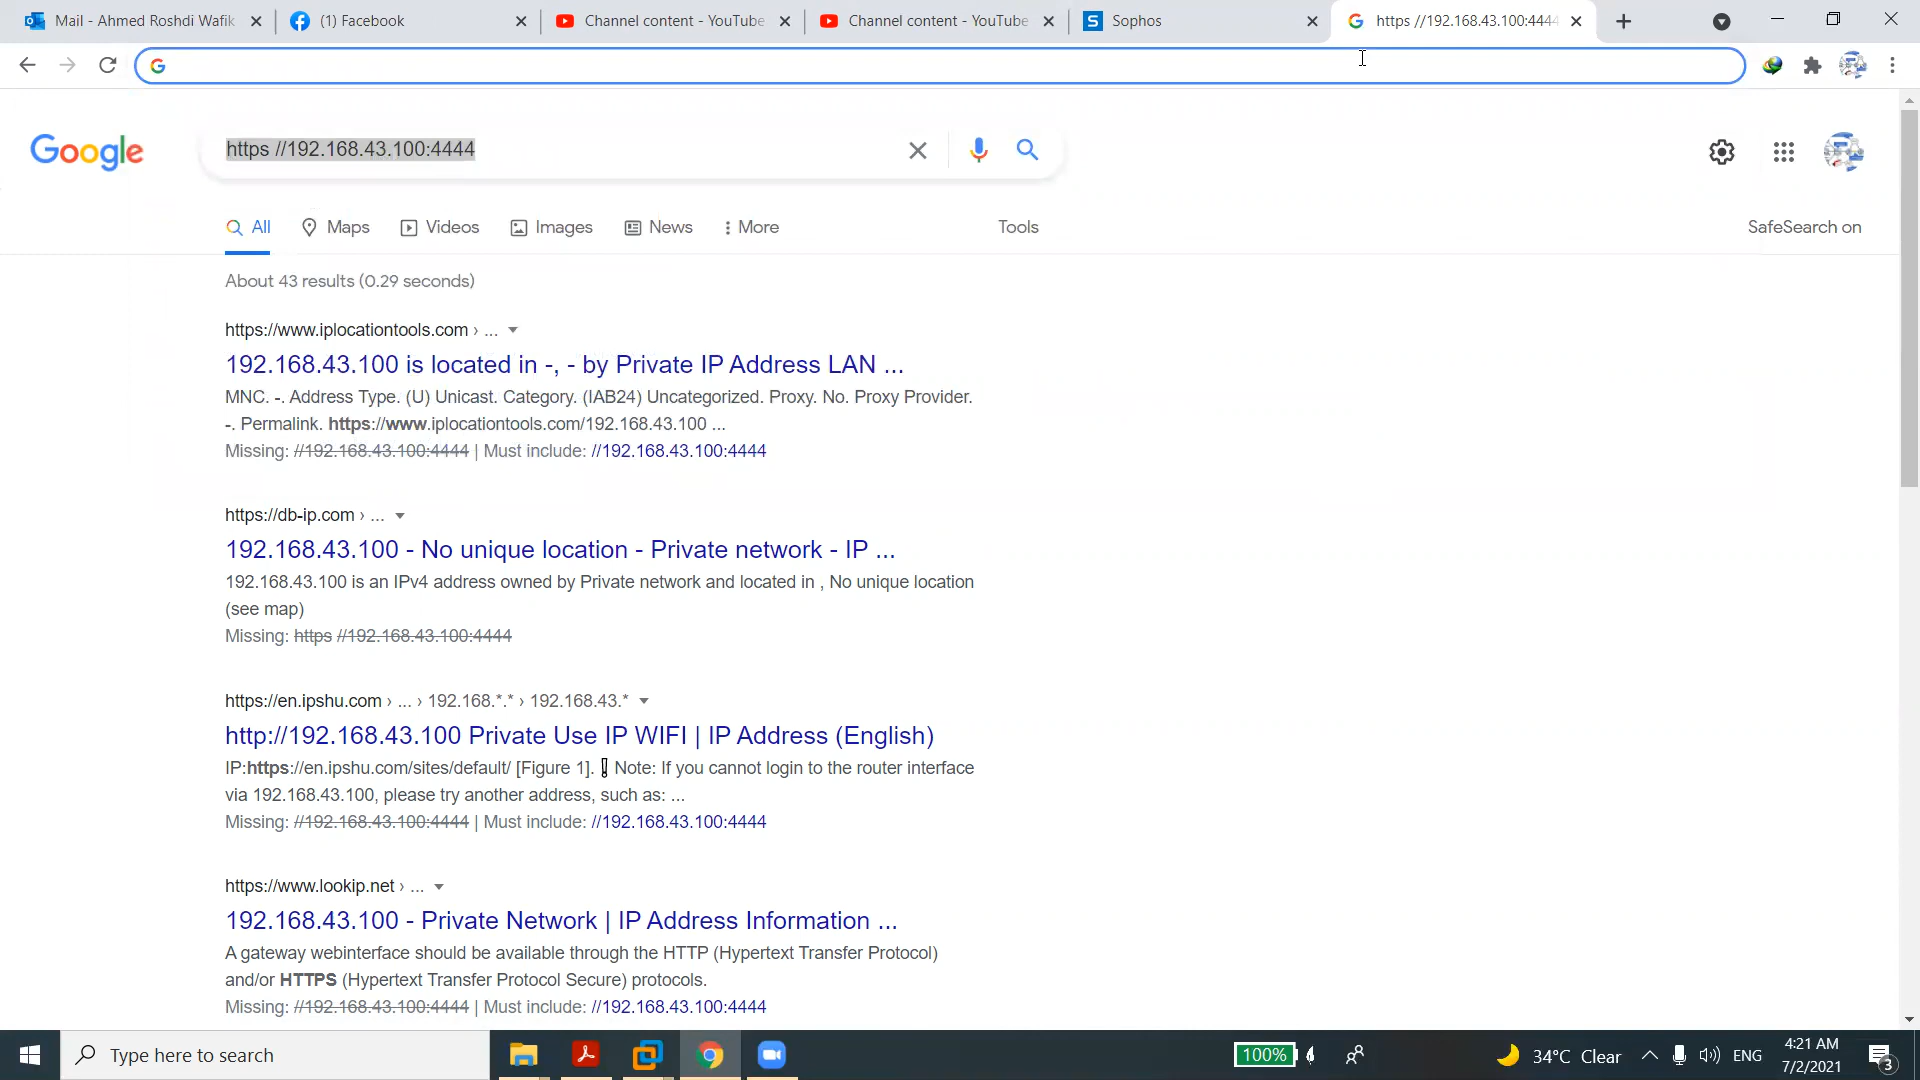 Mail - Ahmed Roshdi Wafik
(1) Facebook
Channel content - YouTube
Channel content - YouTube
Sophos
https //192.168.43.100:4444
Google
https //192.168.43.100:4444
All
Maps
Videos
Images
News
More
Tools
SafeSearch on
About 43 results (0.29 seconds)
https://www.iplocationtools.com › ...
192.168.43.100 is located in -, - by Private IP Address LAN ...
MNC. -. Address Type. (U) Unicast. Category. (IAB24) Uncategorized. Proxy. No. Proxy Provider.
-. Permalink. https://www.iplocationtools.com/192.168.43.100 ...
Missing: //192.168.43.100:4444 | Must include: //192.168.43.100:4444
https://db-ip.com › ...
192.168.43.100 - No unique location - Private network - IP ...
192.168.43.100 is an IPv4 address owned by Private network and located in , No unique location
(see map)
Missing: https //192.168.43.100:4444
https://en.ipshu.com › ... › 192.168.*.* › 192.168.43.*
http://192.168.43.100 Private Use IP WIFI | IP Address (English)
IP:https://en.ipshu.com/sites/default/ [Figure 1]. Note: If you cannot login to the router interface
via 192.168.43.100, please try another address, such as: ...
Missing: //192.168.43.100:4444 | Must include: //192.168.43.100:4444
https://www.lookip.net › ...
192.168.43.100 - Private Network | IP Address Information ...
A gateway webinterface should be available through the HTTP (Hypertext Transfer Protocol)
and/or HTTPS (Hypertext Transfer Protocol Secure) protocols.
Missing: //192.168.43.100:4444 | Must include: //192.168.43.100:4444
Type here to search
100%
34°C Clear
ENG
4:21 AM
7/2/2021
3